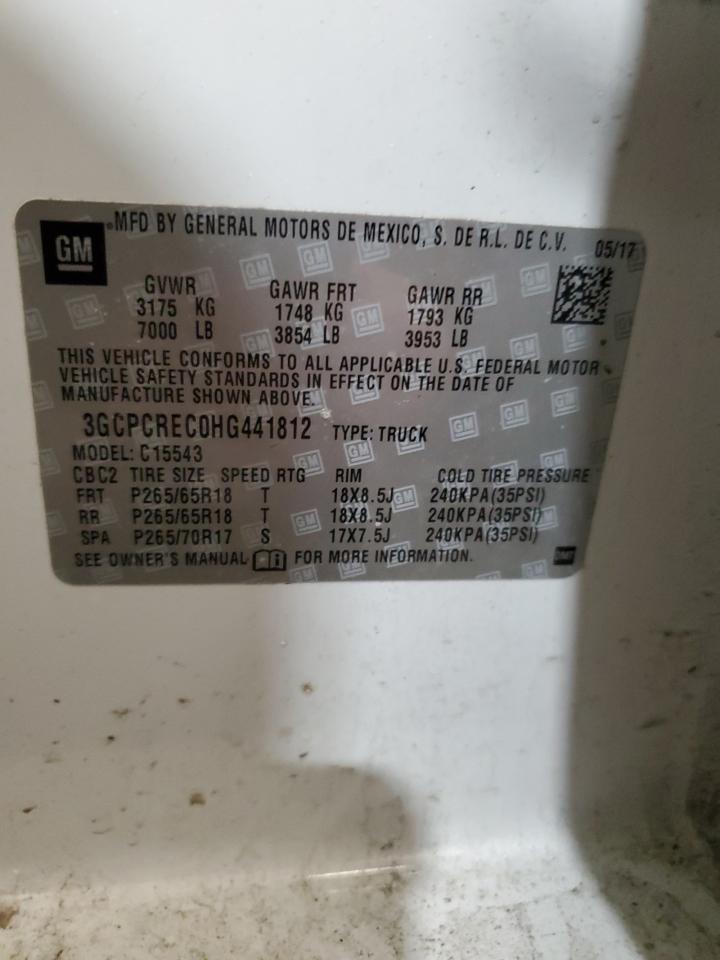 GM MFD BY GENERAL MOTORS DE MEXICO, S. DE R.L. DE C.V. 05/17
GVWR GAWR FRT GAWR RR
3175 KG 1748 KG 1793 KG
7000 LB 3854 LB 3953 LB
THIS VEHICLE CONFORMS TO ALL APPLICABLE U.S. FEDERAL MOTOR
VEHICLE SAFETY STANDARDS IN EFFECT ON THE DATE OF
MANUFACTURE SHOWN ABOVE.
3GCPCREC0HG441812 TYPE: TRUCK
MODEL: C15543
CBC2 TIRE SIZE SPEED RTG RIM COLD TIRE PRESSURE
FRT P265/65R18 T 18X8.5J 240KPA(35PSI)
RR P265/65R18 T 18X8.5J 240KPA(35PSI)
SPA P265/70R17 S 17X7.5J 240KPA(35PSI)
SEE OWNER'S MANUAL FOR MORE INFORMATION.